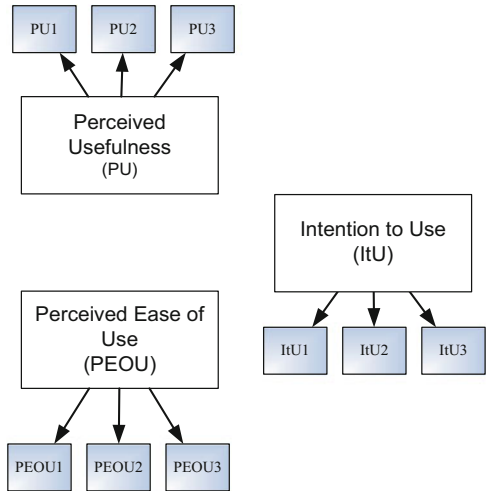 PU1 PU2 PU3
Perceived
Usefulness
(PU)
Intention to Use
(ItU)
Perceived Ease of
Use
(PEOU)
ItU1 ItU2 ItU3
PEOU1 PEOU2 PEOU3